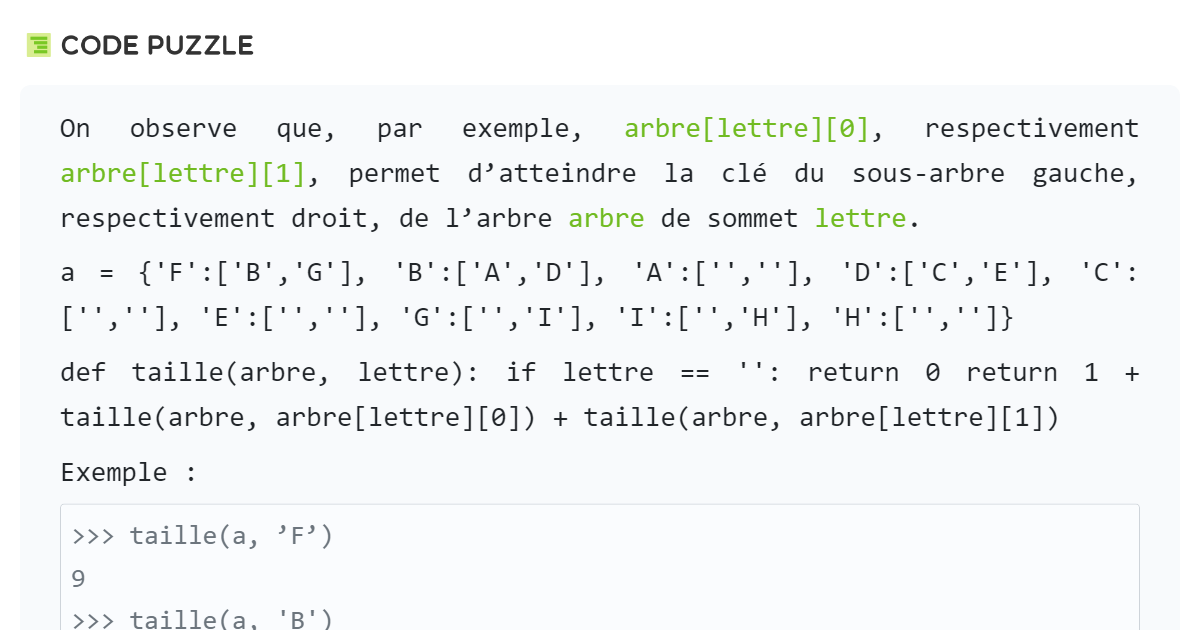 CODE PUZZLE
On observe que, par exemple, arbre[lettre][0], respectivement
arbre[lettre][1], permet d’atteindre la clé du sous-arbre gauche,
respectivement droit, de l’arbre arbre de sommet lettre.
a = {'F':['B','G'], 'B':['A','D'], 'A':['',''], 'D':['C','E'], 'C':
['',''], 'E':['',''], 'G':['','I'], 'I':['','H'], 'H':['','']}
def taille(arbre, lettre): if lettre == '': return 0 return 1 +
taille(arbre, arbre[lettre][0]) + taille(arbre, arbre[lettre][1])
Exemple :
>>> taille(a, ’F’)
9
>>> taille(a, 'B')